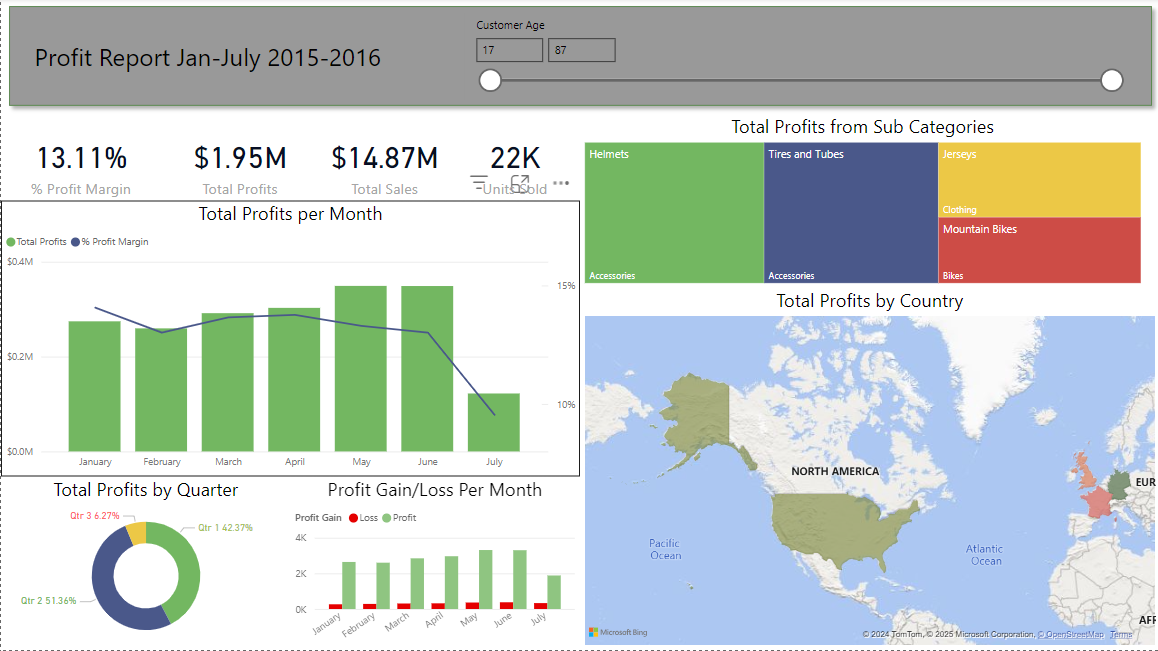 Customer Age
17 87
Profit Report Jan-July 2015-2016
13.11% $1.95M $14.87M 22K
% Profit Margin Total Profits Total Sales Units Sold
Total Profits per Month
Total Profits % Profit Margin
$0.4M
15%
$0.2M
10%
$0.0M
January February March April May June July
Total Profits by Quarter
Qtr 3 6.27%
Qtr 1 42.37%
Qtr 2 51.36%
Profit Gain/Loss Per Month
Profit Gain Loss Profit
4K
2K
0K
January February March April May June July
Total Profits from Sub Categories
Helmets Tires and Tubes Jerseys
Clothing
Mountain Bikes
Accessories Accessories Bikes
Total Profits by Country
NORTH AMERICA
EUR
Pacific
Ocean
Atlantic
Ocean
AFR
Microsoft Bing
© 2024 TomTom, © 2025 Microsoft Corporation, © OpenStreetMap Terms